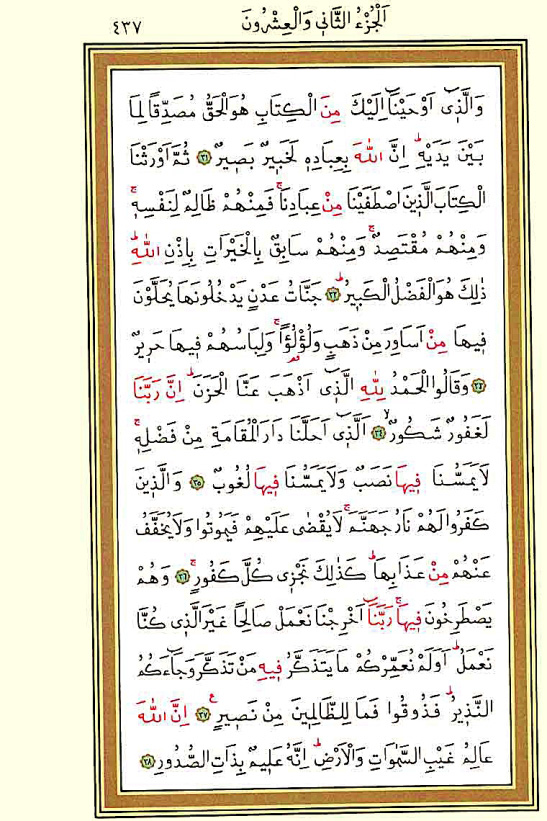 اَلْجُزْءُ الثَّانٖي وَالْعِشْرُونَ ٤٣٧
وَالَّذٖٓي اَوْحَيْنَٓا اِلَيْكَ مِنَ الْكِتَابِ هُوَ الْحَقُّ مُصَدِّقًا لِمَا
بَيْنَ يَدَيْهِؕ اِنَّ اللّٰهَ بِعِبَادِهٖ لَخَبٖيرٌ بَصٖيرٌ ﴿٣١﴾ ثُمَّ اَوْرَثْنَا
الْكِتَابَ الَّذٖينَ اصْطَفَيْنَا مِنْ عِبَادِنَاۚ فَمِنْهُمْ ظَالِمٌ لِنَفْسِهٖۚ
وَمِنْهُمْ مُقْتَصِدٌۚ وَمِنْهُمْ سَابِقٌ بِالْخَيْرَاتِ بِاِذْنِ اللّٰهِؕ
ذٰلِكَ هُوَ الْفَضْلُ الْكَبٖيرُؕ ﴿٣٢﴾ جَنَّاتُ عَدْنٍ يَدْخُلُونَهَا يُحَلَّوْنَ
فٖيهَا مِنْ اَسَاوِرَ مِنْ ذَهَبٍ وَلُؤْلُؤًاۚ وَلِبَاسُهُمْ فٖيهَا حَرٖيرٌ
﴿٣٣﴾ وَقَالُوا الْحَمْدُ لِلّٰهِ الَّذٖٓي اَذْهَبَ عَنَّا الْحَزَنَؕ اِنَّ رَبَّنَا
لَغَفُورٌ شَكُورٌۙ ﴿٣٤﴾ اَلَّذٖٓي اَحَلَّنَا دَارَ الْمُقَامَةِ مِنْ فَضْلِهٖۚ
لَا يَمَسُّنَا فٖيهَا نَصَبٌ وَلَا يَمَسُّنَا فٖيهَا لُغُوبٌ ﴿٣٥﴾ وَالَّذٖينَ
كَفَرُوا لَهُمْ نَارُ جَهَنَّمَۚ لَا يُقْضٰى عَلَيْهِمْ فَيَمُوتُوا وَلَا يُخَفَّفُ
عَنْهُمْ مِنْ عَذَابِهَاؕ كَذٰلِكَ نَجْزٖي كُلَّ كَفُورٍۚ ﴿٣٦﴾ وَهُمْ
يَصْطَرِخُونَ فٖيهَاۚ رَبَّنَٓا اَخْرِجْنَا نَعْمَلْ صَالِحًا غَيْرَ الَّذٖي كُنَّا
نَعْمَلُؕ اَوَلَمْ نُعَمِّرْكُمْ مَا يَتَذَكَّرُ فٖيهِ مَنْ تَذَكَّرَ وَجَٓاءَكُمُ
النَّذٖيرُؕ فَذُوقُوا فَمَا لِلظَّالِمٖينَ مِنْ نَصٖيرٍ ﴿٣٧﴾ اِنَّ اللّٰهَ
عَالِمُ غَيْبِ السَّمٰوَاتِ وَالْاَرْضِؕ اِنَّهُ عَلٖيمٌ بِذَاتِ الصُّدُورِ ﴿٣٨﴾